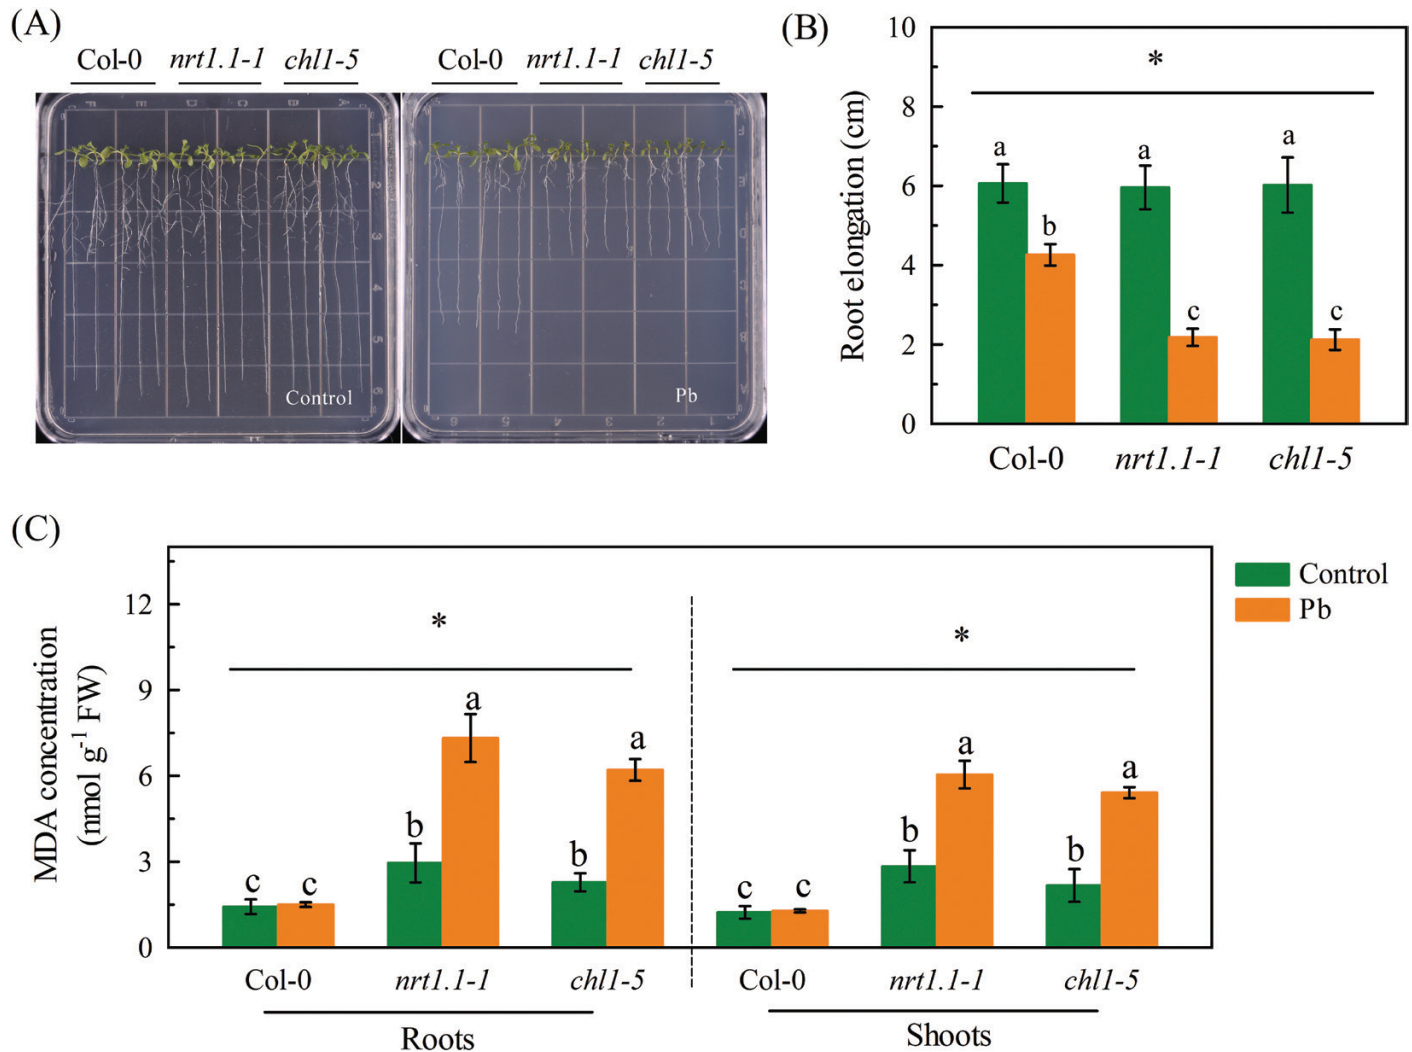 (A)
Col-0 nrt1.1-1 chl1-5 Col-0 nrt1.1-1 chl1-5
Control
Pb
(B)
Root elongation (cm)
10
8
6
4
2
0
*
a a a
b c c
Col-0 nrt1.1-1 chl1-5
(C)
MDA concentration
(nmol g-1 FW)
12
9
6
3
0
* *
c c b a b a c c b a b a
Col-0 nrt1.1-1 chl1-5 Col-0 nrt1.1-1 chl1-5
Roots Shoots
Control
Pb